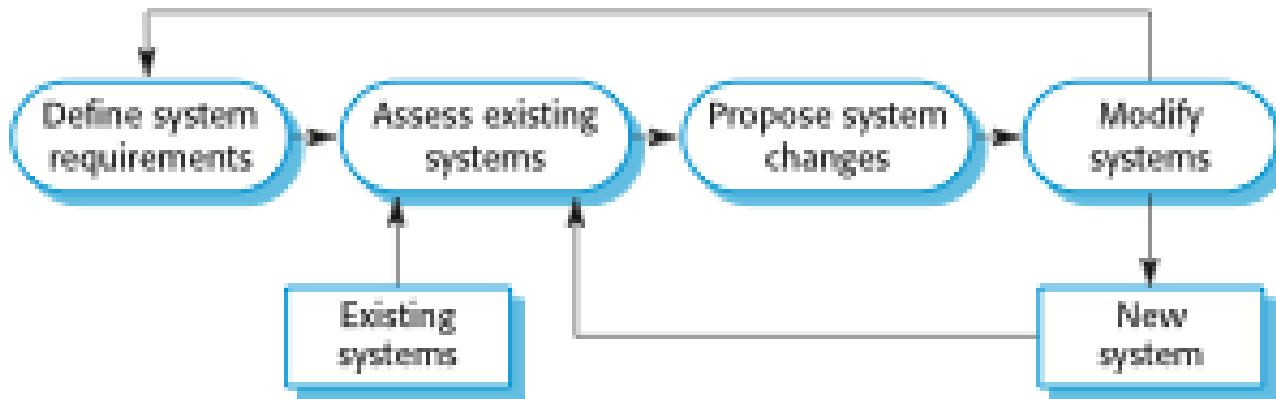 Define system
requirements
Assess existing
systems
Propose system
changes
Modify
systems
Existing
systems
New
system